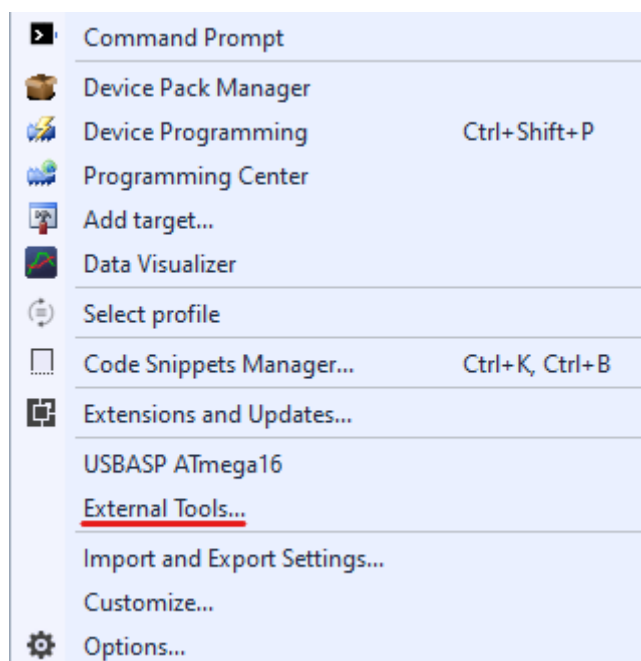 Command Prompt
Device Pack Manager
Device Programming Ctrl+Shift+P
Programming Center
Add target...
Data Visualizer
Select profile
Code Snippets Manager... Ctrl+K, Ctrl+B
Extensions and Updates...
USBASP ATmega16
External Tools...
Import and Export Settings...
Customize...
Options...